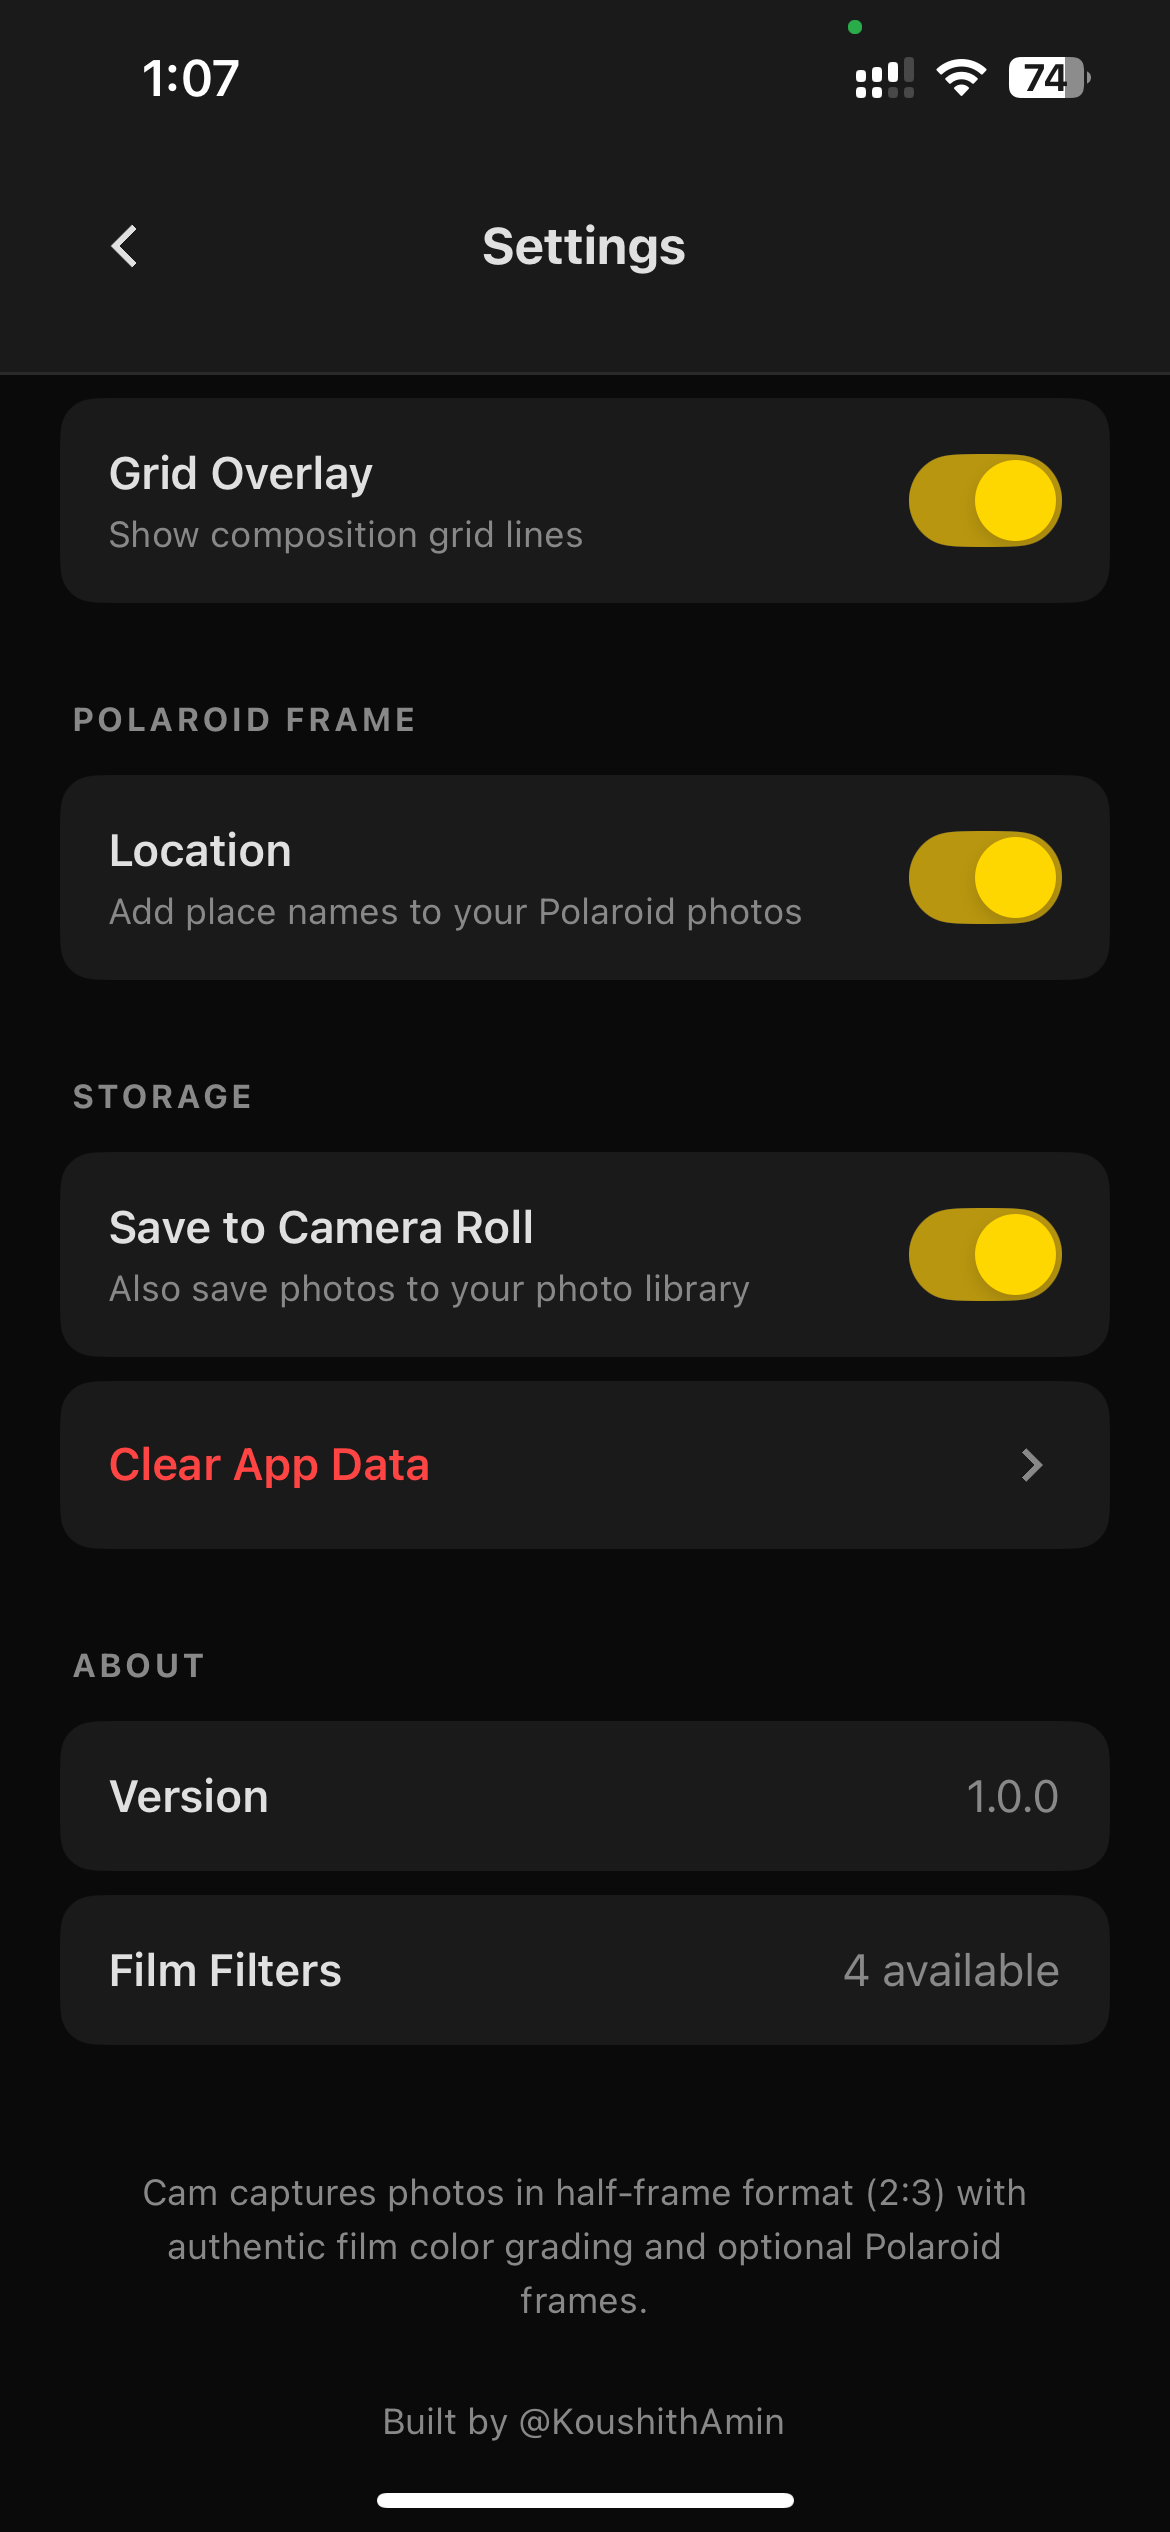 1:07
74
Settings
Grid Overlay
Show composition grid lines
POLAROID FRAME
Location
Add place names to your Polaroid photos
STORAGE
Save to Camera Roll
Also save photos to your photo library
Clear App Data
ABOUT
Version 1.0.0
Film Filters 4 available
Cam captures photos in half-frame format (2:3) with
authentic film color grading and optional Polaroid
frames.
Built by @KoushithAmin